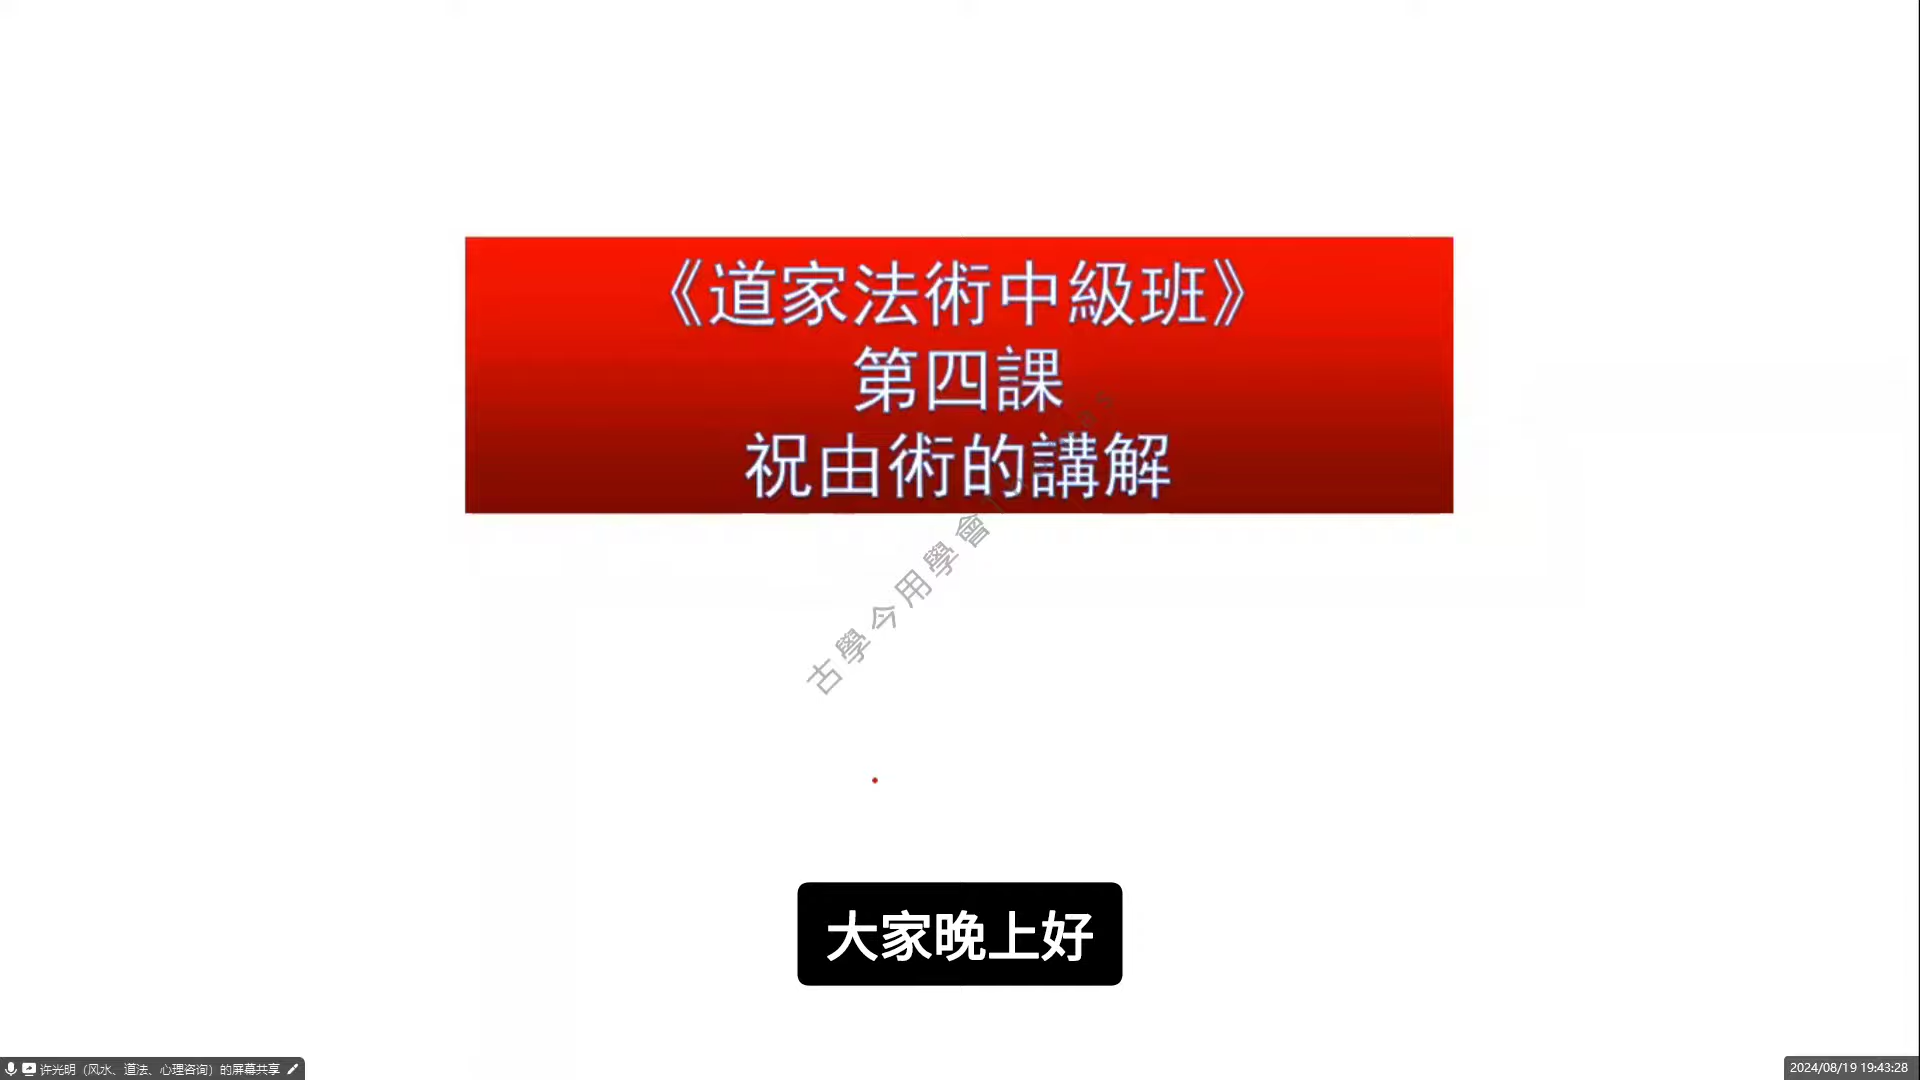 《道家法術中級班》
第四課
祝由術的講解
古學今用學會
大家晚上好
许光明（风水、道法、心理咨询）的屏幕共享
2024/08/19 19:43:28